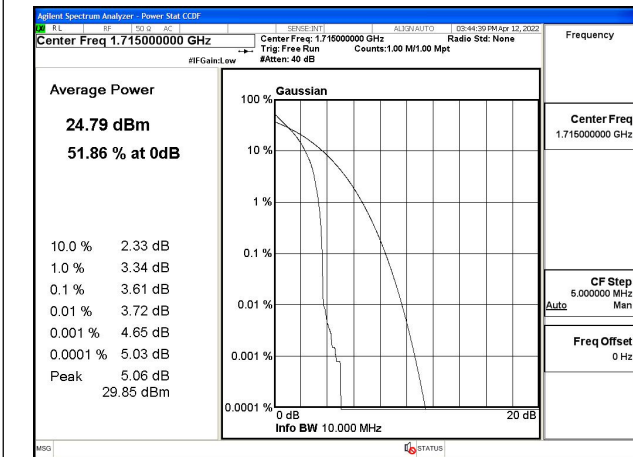 Agilent Spectrum Analyzer - Power Stat CCDF
RL RF 50 Ω AC SENSE:INT ALIGNAUTO 03:44:39 PM Apr 12, 2022
Center Freq 1.715000000 GHz
Center Freq: 1.715000000 GHz Radio Std: None
Trig: Free Run Counts:1.00 M/1.00 Mpt
#IFGain:Low #Atten: 40 dB
Frequency
Average Power
24.79 dBm
51.86 % at 0dB
10.0 % 2.33 dB
1.0 % 3.34 dB
0.1 % 3.61 dB
0.01 % 3.72 dB
0.001 % 4.65 dB
0.0001 % 5.03 dB
Peak 5.06 dB
29.85 dBm
Gaussian
100 %
10 %
1 %
0.1 %
0.01 %
0.001 %
0.0001 %
0 dB 20 dB
Info BW 10.000 MHz
Center Freq
1.715000000 GHz
CF Step
5.000000 MHz
Auto Man
Freq Offset
0 Hz
MSG STATUS